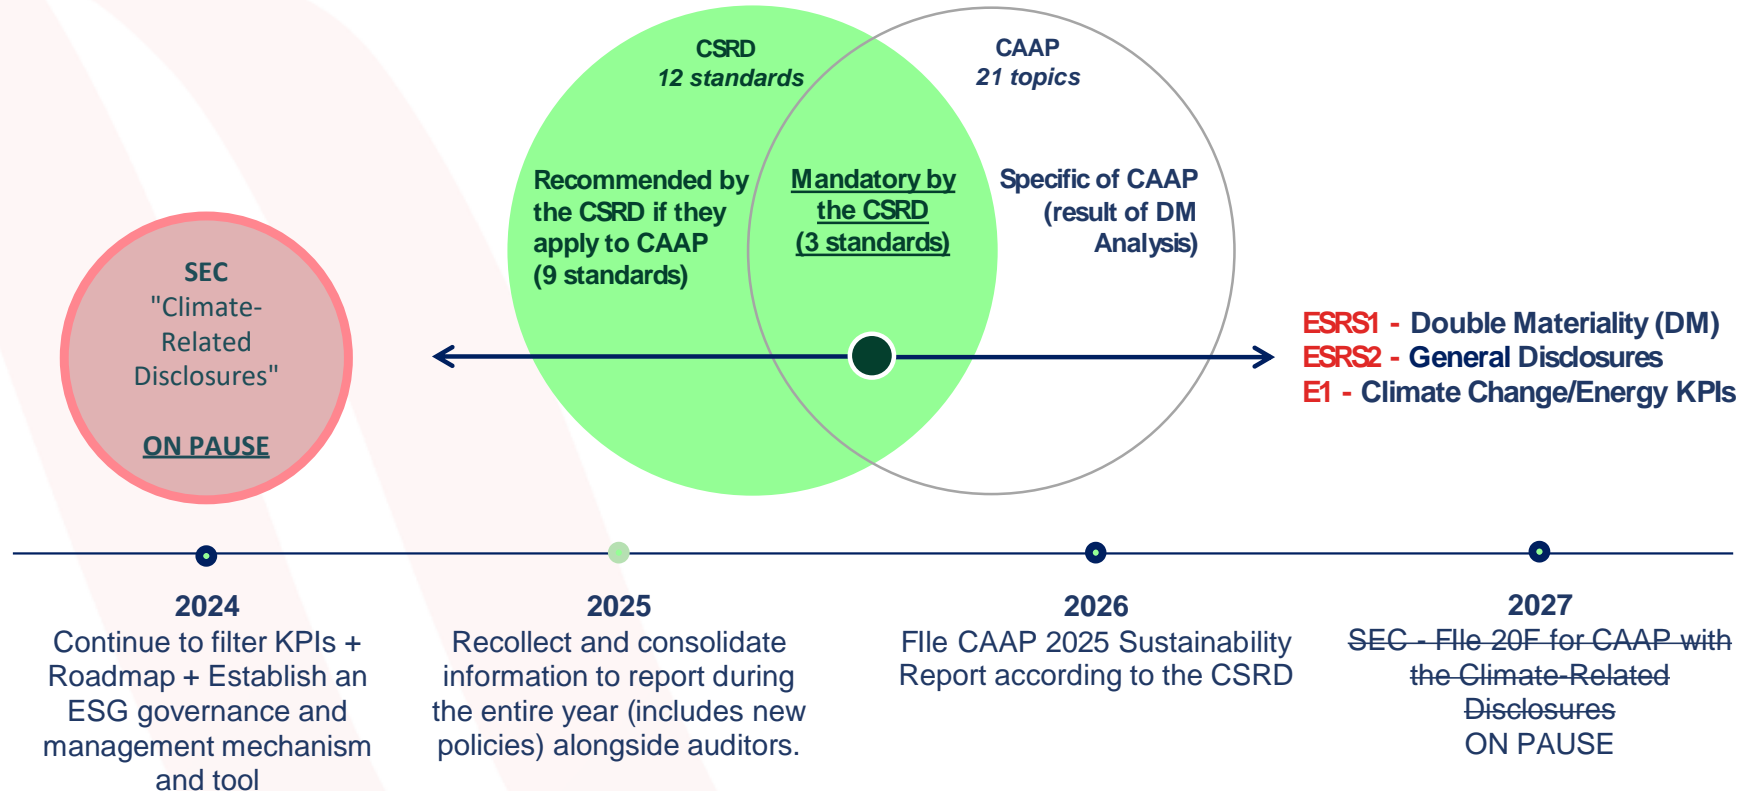 CSRD
12 standards
CAAP
21 topics
Recommended by
the CSRD if they
apply to CAAP
(9 standards)
Mandatory by
the CSRD
(3 standards)
Specific of CAAP
(result of DM
Analysis)
SEC
"Climate-
Related
Disclosures"
ON PAUSE
ESRS1 - Double Materiality (DM)
ESRS2 - General Disclosures
E1 - Climate Change/Energy KPIs
2024
Continue to filter KPIs +
Roadmap + Establish an
ESG governance and
management mechanism
and tool
2025
Recollect and consolidate
information to report during
the entire year (includes new
policies) alongside auditors.
2026
FIle CAAP 2025 Sustainability
Report according to the CSRD
2027
SEC - FIle 20F for CAAP with
the Climate-Related
Disclosures
ON PAUSE